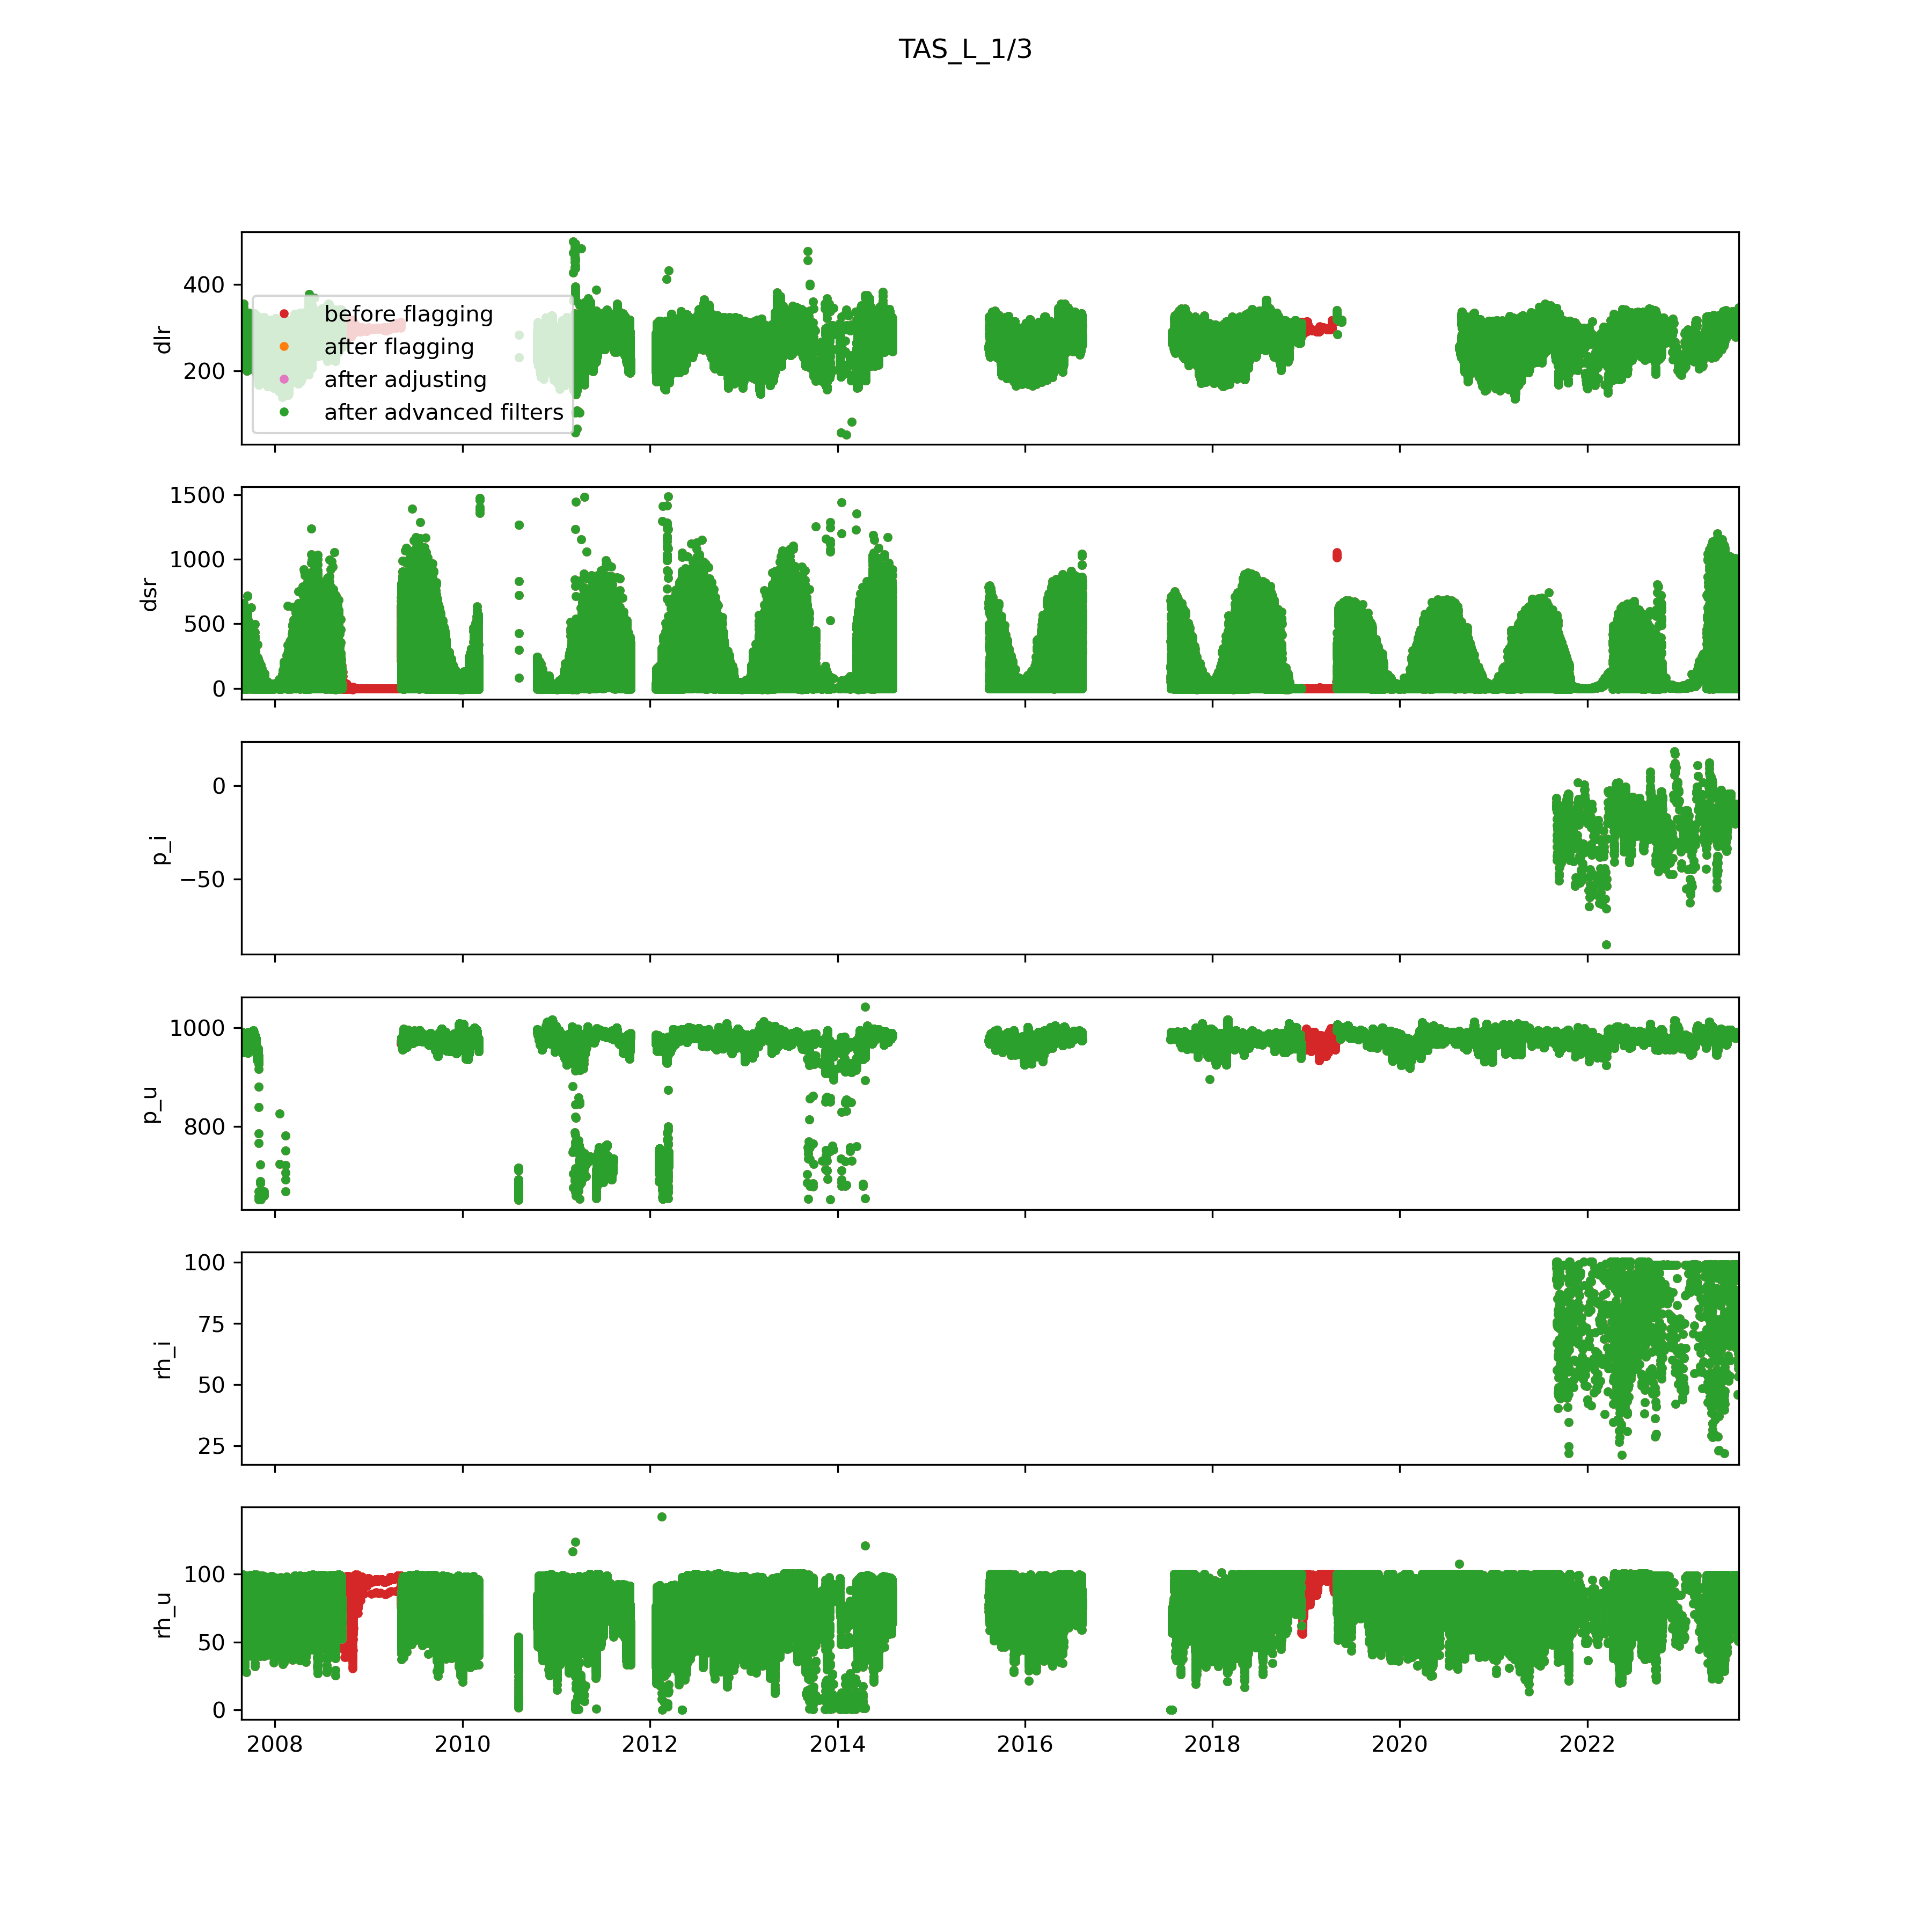 TAS_L_1/3
400
200
dlr
before flagging
after flagging
after adjusting
after advanced filters
1500
1000
500
0
dsr
0
−50
p_i
1000
800
p_u
100
75
50
25
rh_i
100
50
0
rh_u
2008 2010 2012 2014 2016 2018 2020 2022